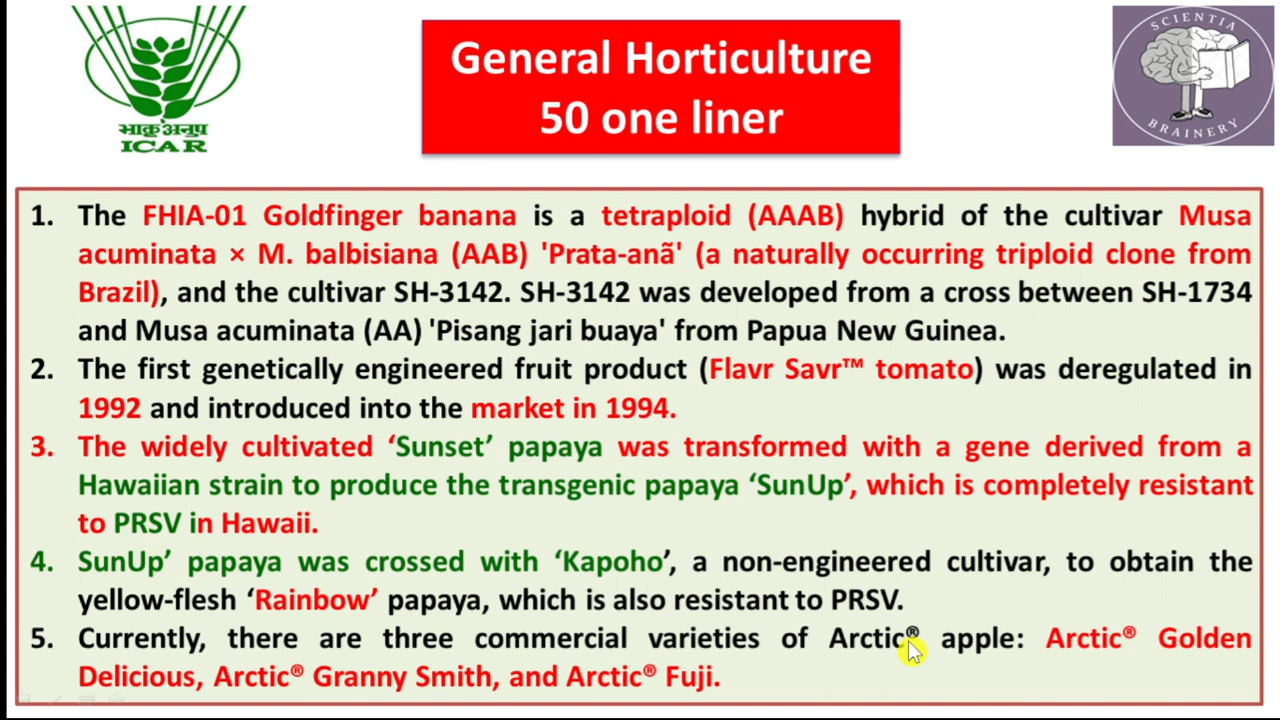 भाकृअनुप
ICAR
General Horticulture
50 one liner
SCIENTIA
BRAINERY
1. The FHIA-01 Goldfinger banana is a tetraploid (AAAB) hybrid of the cultivar Musa
acuminata × M. balbisiana (AAB) 'Prata-anã' (a naturally occurring triploid clone from
Brazil), and the cultivar SH-3142. SH-3142 was developed from a cross between SH-1734
and Musa acuminata (AA) 'Pisang jari buaya' from Papua New Guinea.
2. The first genetically engineered fruit product (Flavr Savr™ tomato) was deregulated in
1992 and introduced into the market in 1994.
3. The widely cultivated ‘Sunset’ papaya was transformed with a gene derived from a
Hawaiian strain to produce the transgenic papaya ‘SunUp’, which is completely resistant
to PRSV in Hawaii.
4. SunUp’ papaya was crossed with ‘Kapoho’, a non-engineered cultivar, to obtain the
yellow-flesh ‘Rainbow’ papaya, which is also resistant to PRSV.
5. Currently, there are three commercial varieties of Arctic® apple: Arctic® Golden
Delicious, Arctic® Granny Smith, and Arctic® Fuji.